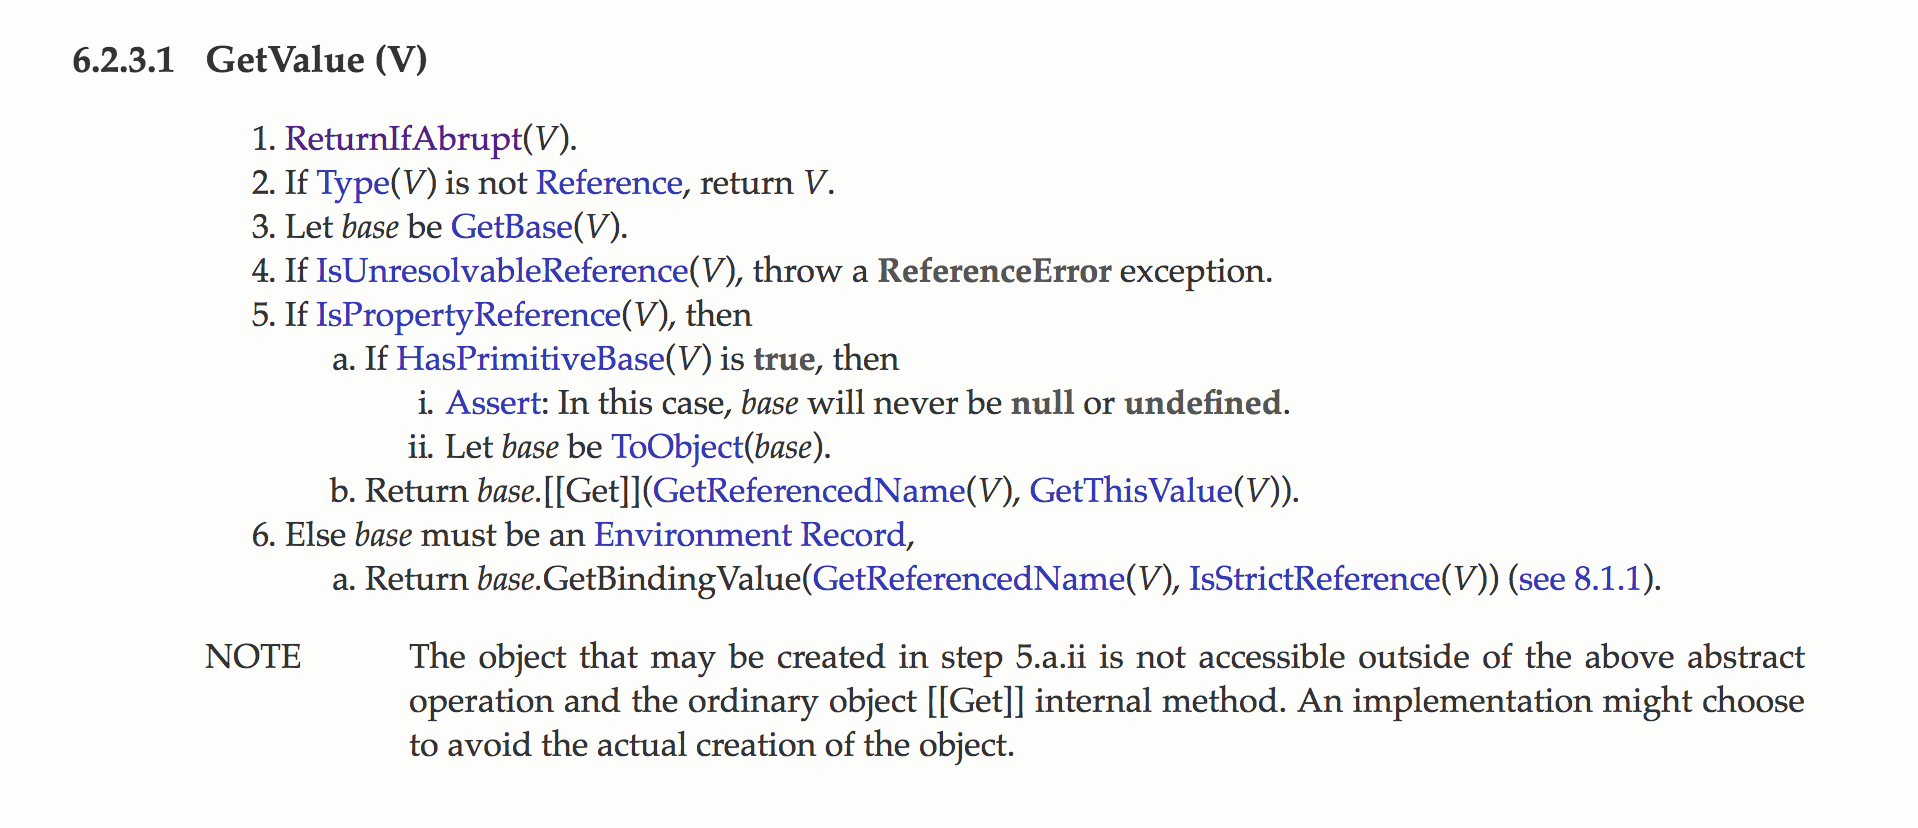 6.2.3.1 GetValue (V)
1. ReturnIfAbrupt(V).
2. If Type(V) is not Reference, return V.
3. Let base be GetBase(V).
4. If IsUnresolvableReference(V), throw a ReferenceError exception.
5. If IsPropertyReference(V), then
a. If HasPrimitiveBase(V) is true, then
i. Assert: In this case, base will never be null or undefined.
ii. Let base be ToObject(base).
b. Return base.[[Get]](GetReferencedName(V), GetThisValue(V)).
6. Else base must be an Environment Record,
a. Return base.GetBindingValue(GetReferencedName(V), IsStrictReference(V)) (see 8.1.1).
NOTE The object that may be created in step 5.a.ii is not accessible outside of the above abstract
operation and the ordinary object [[Get]] internal method. An implementation might choose
to avoid the actual creation of the object.